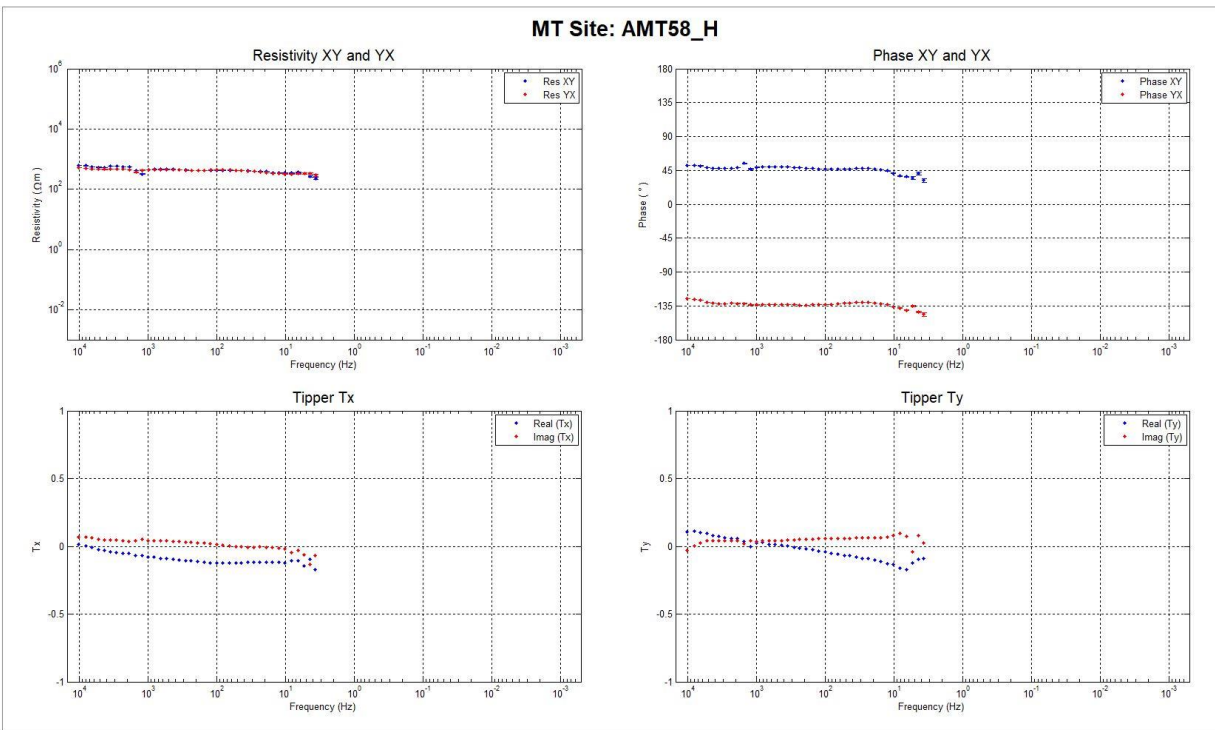 MT Site: AMT58_H
Resistivity XY and YX
10^6
10^4
10^2
10^0
10^-2
Resistivity (Ωm)
Res XY
Res YX
10^4 10^3 10^2 10^1 10^0 10^-1 10^-2 10^-3
Frequency (Hz)
Phase XY and YX
180
135
90
45
0
-45
-90
-135
-180
Phase (°)
Phase XY
Phase YX
10^4 10^3 10^2 10^1 10^0 10^-1 10^-2 10^-3
Frequency (Hz)
Tipper Tx
1
0.5
0
-0.5
-1
Tx
Real (Tx)
Imag (Tx)
10^4 10^3 10^2 10^1 10^0 10^-1 10^-2 10^-3
Frequency (Hz)
Tipper Ty
1
0.5
0
-0.5
-1
Ty
Real (Ty)
Imag (Ty)
10^4 10^3 10^2 10^1 10^0 10^-1 10^-2 10^-3
Frequency (Hz)